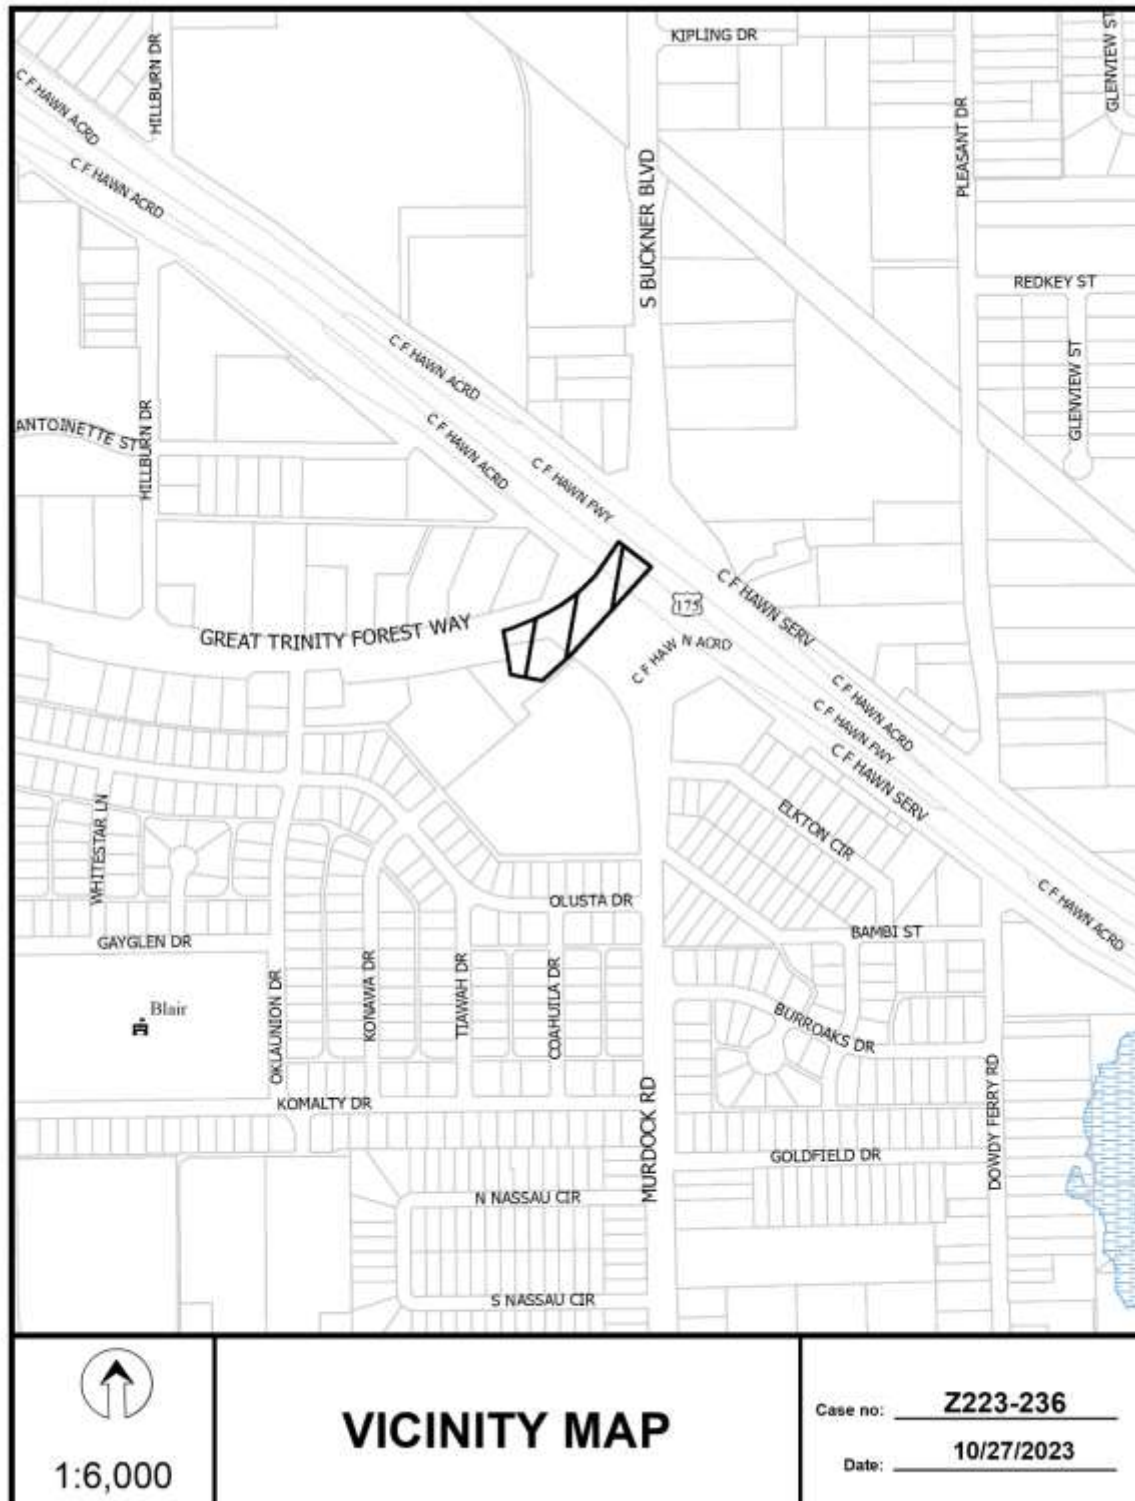 KIPLING DR
GLENVIEW ST
HILLBURN DR
C F HAWN ACRD
C F HAWN ACRD
PLEASANT DR
S BUCKNER BLVD
REDKEY ST
GLENVIEW ST
C F HAWN ACRD
C F HAWN ACRD
C F HAWN FWY
ANTOINETTE ST
HILLBURN DR
C F HAWN SERV
175
GREAT TRINITY FOREST WAY
C F HAW N ACRD
C F HAWN ACRD
C F HAWN FWY
C F HAWN SERV
WHITESTAR LN
ELKTON CIR
C F HAWN ACRD
OLUSTA DR
BAMBI ST
GAYGLEN DR
KONAWA DR
TIAWAH DR
COAHUILA DR
OKLAUNION DR
Blair
BURROAKS DR
DOWDY FERRY RD
KOMALTY DR
MURDOCK RD
GOLDFIELD DR
N NASSAU CIR
S NASSAU CIR
1:6,000
VICINITY MAP
Case no: Z223-236
Date: 10/27/2023